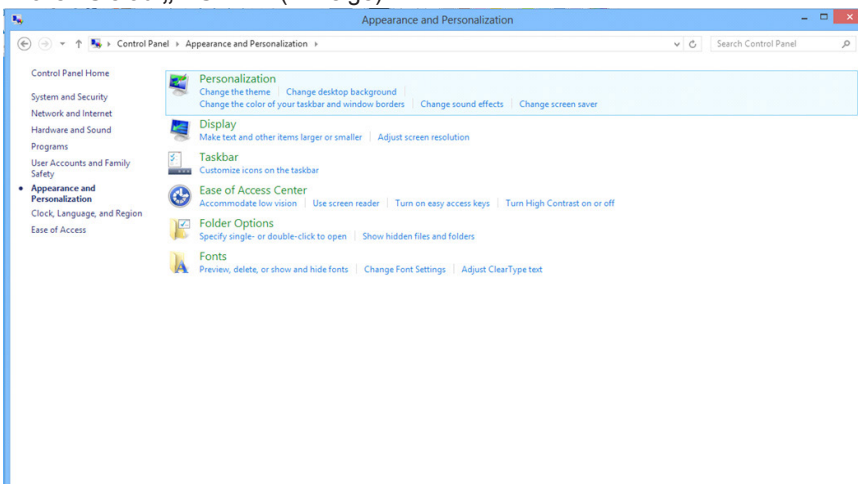 Appearance and Personalization
Control Panel Appearance and Personalization
Search Control Panel
Control Panel Home
System and Security
Network and Internet
Hardware and Sound
Programs
User Accounts and Family
Safety
Appearance and
Personalization
Clock, Language, and Region
Ease of Access
Personalization
Change the theme Change desktop background
Change the color of your taskbar and window borders Change sound effects Change screen saver
Display
Make text and other items larger or smaller Adjust screen resolution
Taskbar
Customize icons on the taskbar
Ease of Access Center
Accommodate low vision Use screen reader Turn on easy access keys Turn High Contrast on or off
Folder Options
Specify single- or double-click to open Show hidden files and folders
Fonts
Preview, delete, or show and hide fonts Change Font Settings Adjust ClearType text